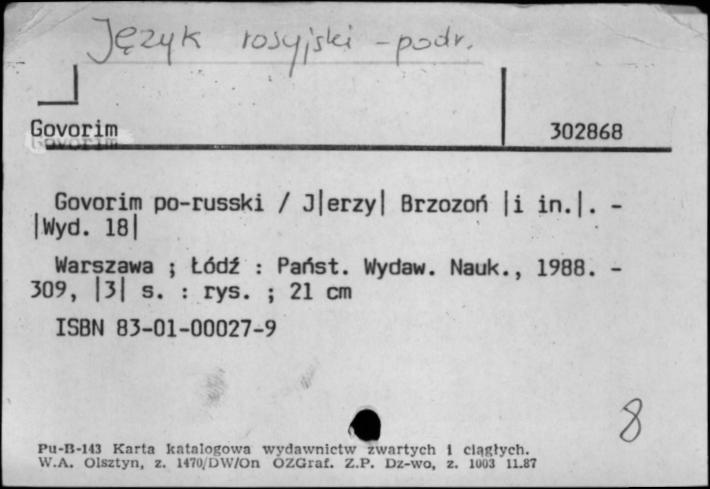 Język rosyjski - podr.
Govorim
302868
Govorim po-russki / J|erzy| Brzozoń |i in.|. -
|Wyd. 18|
Warszawa ; Łódź : Państ. Wydaw. Nauk., 1988. -
309, |3| s. : rys. ; 21 cm
ISBN 83-01-00027-9
8
Pu-B-143 Karta katalogowa wydawnictw zwartych i ciągłych.
W.A. Olsztyn, z. 1470/DW/On OZGraf. Z.P. Dz-wo, z. 1003 11.87